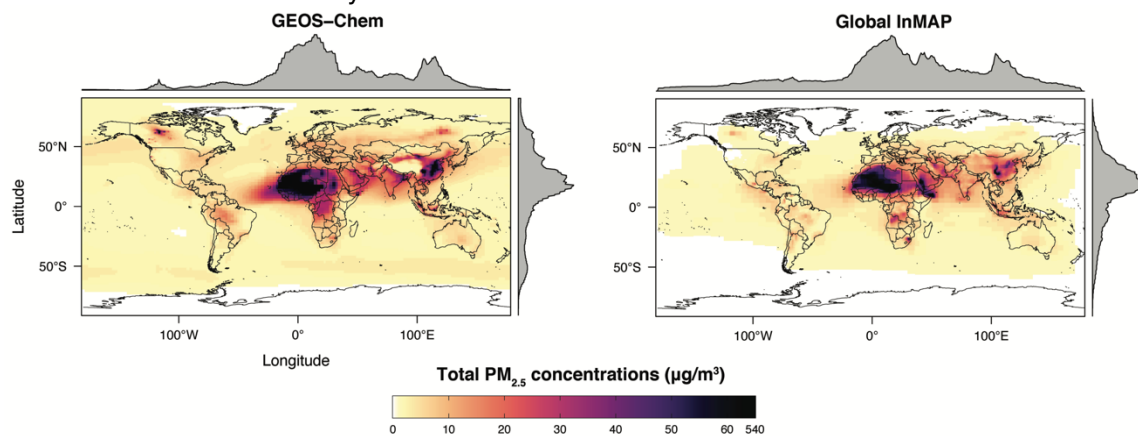 GEOS–Chem
Global InMAP
Latitude
50°N
0°
50°S
100°W
0°
100°E
Longitude
50°N
0°
50°S
100°W
0°
100°E
Total PM2.5 concentrations (µg/m³)
0 10 20 30 40 50 60 540